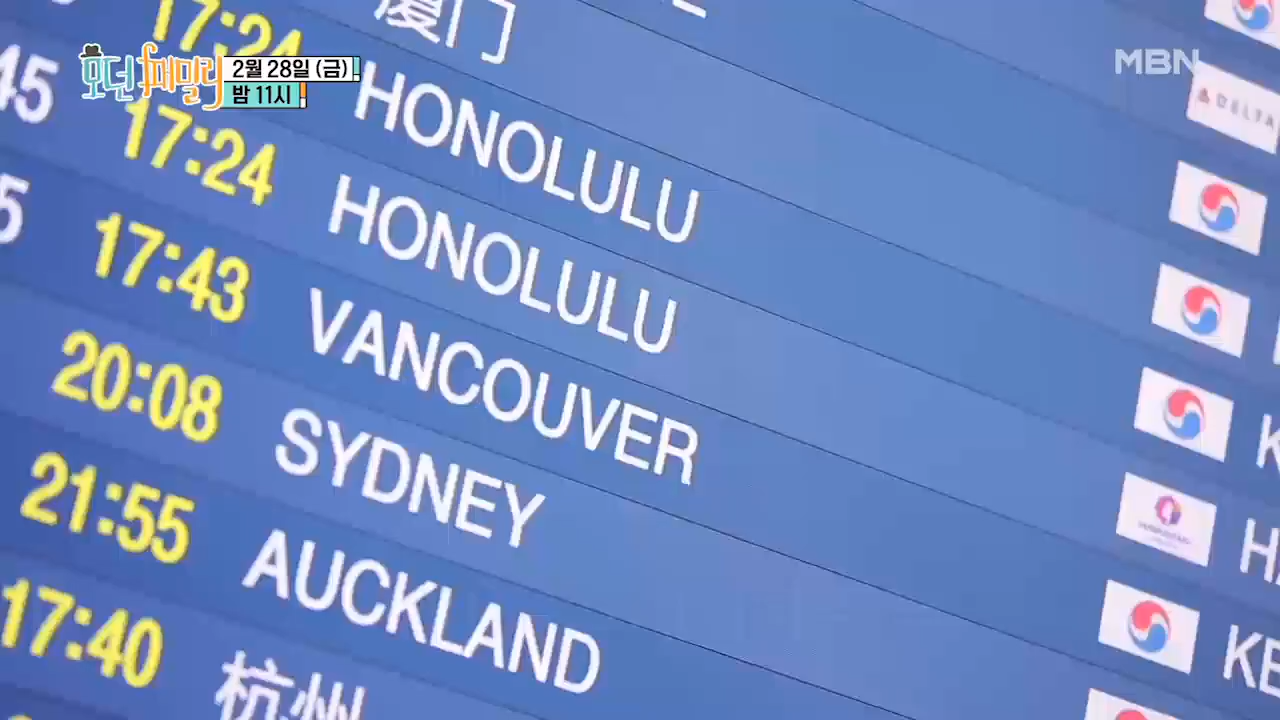 모던 패밀리 2월 28일 (금)
밤 11시
MBN
DELTA
厦门
17:24 HONOLULU K
45 17:24 HONOLULU HA
5 17:43 VANCOUVER KE
20:08 SYDNEY
21:55 AUCKLAND
17:40 杭州